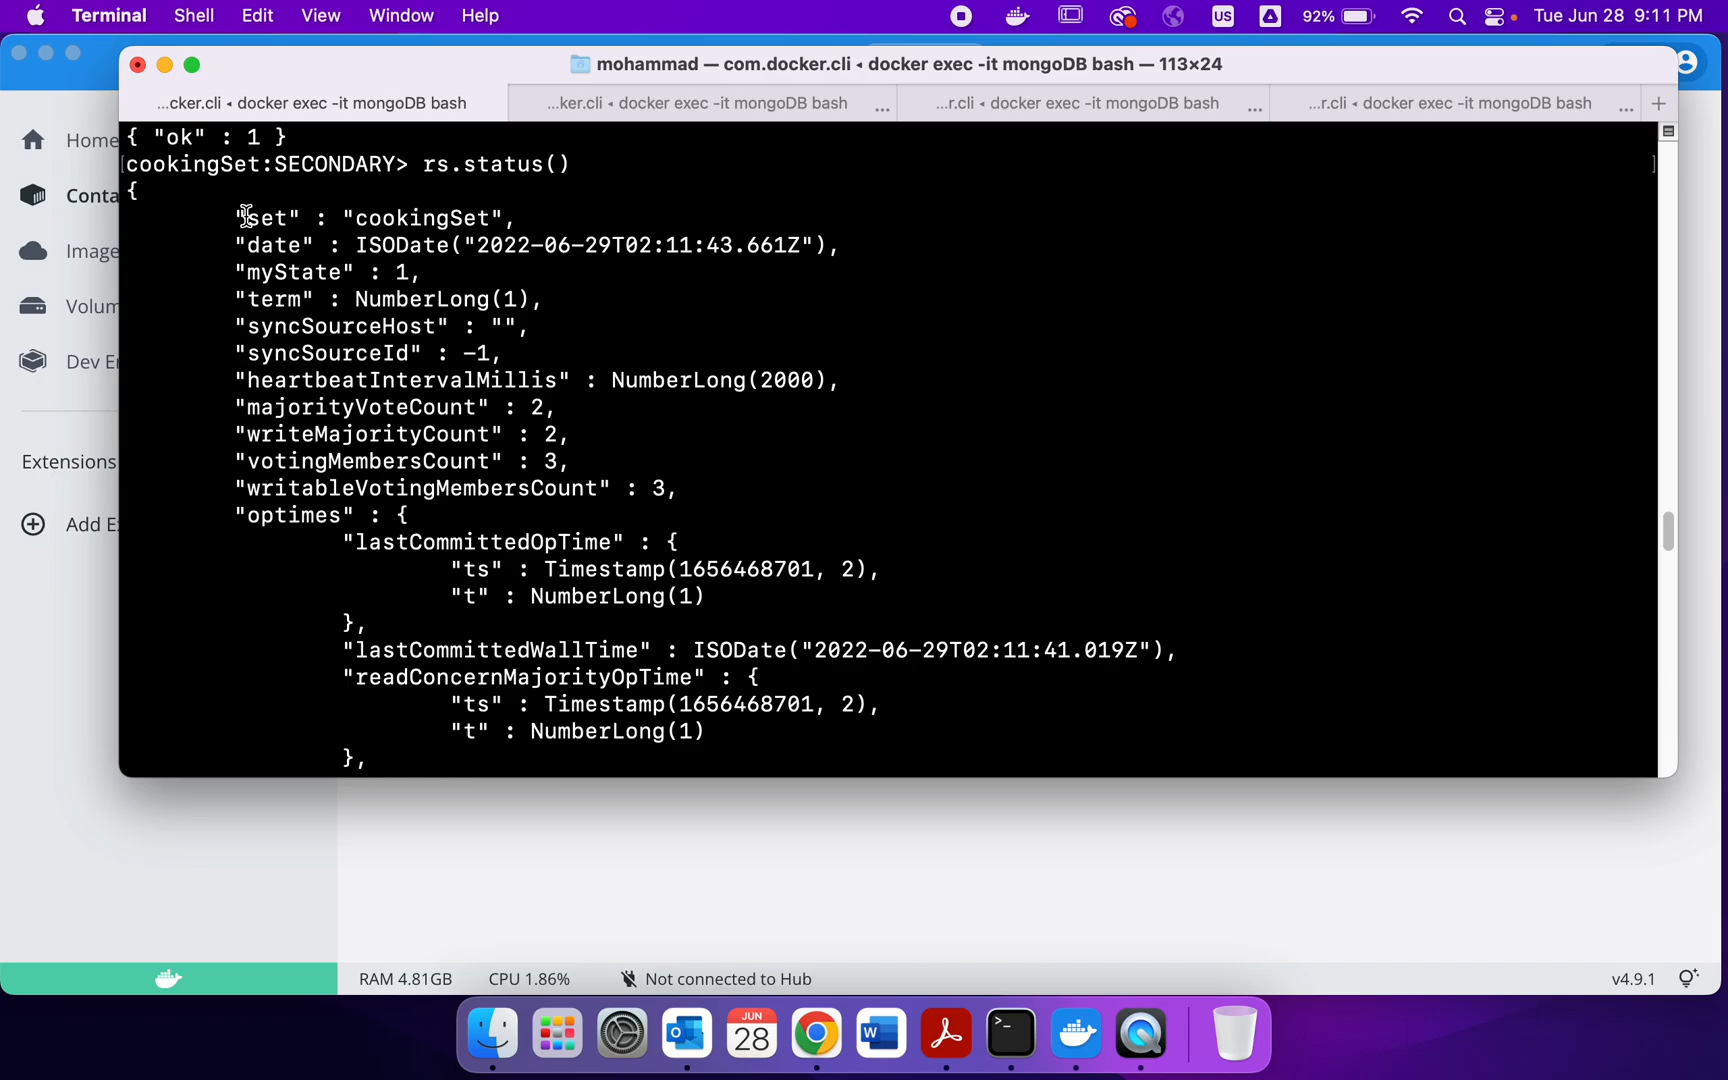 Terminal Shell Edit View Window Help US 92% Tue Jun 28 9:11 PM
mohammad — com.docker.cli ◂ docker exec -it mongoDB bash — 113×24
...cker.cli ◂ docker exec -it mongoDB bash ...ker.cli ◂ docker exec -it mongoDB bash ... ...r.cli ◂ docker exec -it mongoDB bash ... ...r.cli ◂ docker exec -it mongoDB bash ... +
{ "ok" : 1 }
[cookingSet:SECONDARY> rs.status() ]
{
"set" : "cookingSet",
"date" : ISODate("2022-06-29T02:11:43.661Z"),
"myState" : 1,
"term" : NumberLong(1),
"syncSourceHost" : "",
"syncSourceId" : -1,
"heartbeatIntervalMillis" : NumberLong(2000),
"majorityVoteCount" : 2,
"writeMajorityCount" : 2,
"votingMembersCount" : 3,
"writableVotingMembersCount" : 3,
"optimes" : {
"lastCommittedOpTime" : {
"ts" : Timestamp(1656468701, 2),
"t" : NumberLong(1)
},
"lastCommittedWallTime" : ISODate("2022-06-29T02:11:41.019Z"),
"readConcernMajorityOpTime" : {
"ts" : Timestamp(1656468701, 2),
"t" : NumberLong(1)
},
Home
Conta
Image
Volum
Dev E
Extensions
Add E
RAM 4.81GB CPU 1.86% Not connected to Hub v4.9.1
JUN
28